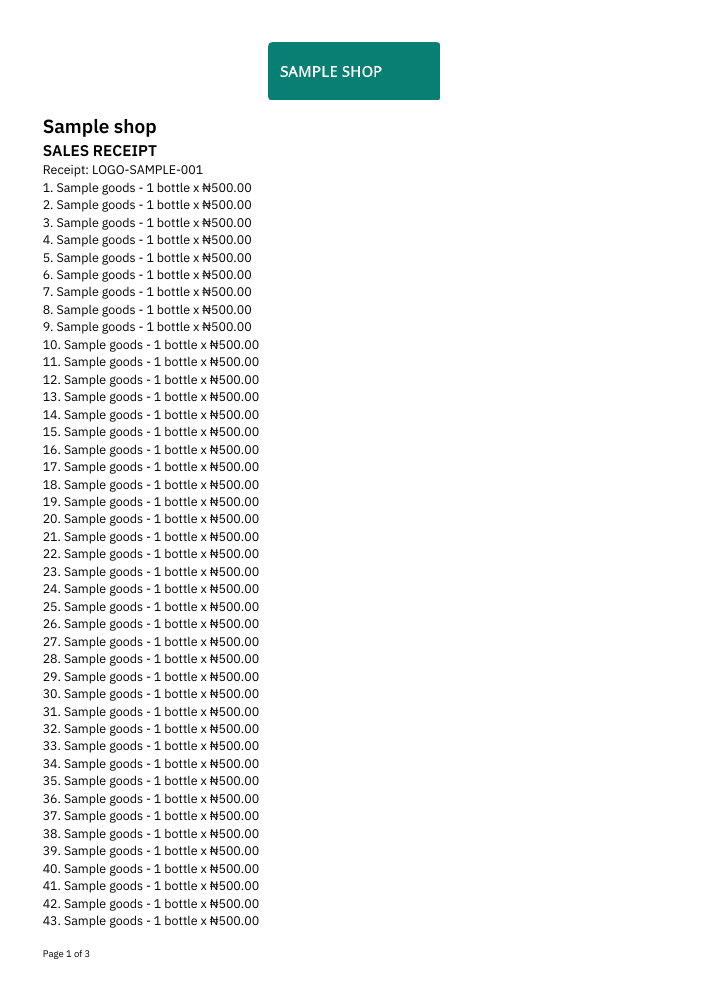 SAMPLE SHOP
Sample shop
SALES RECEIPT
Receipt: LOGO-SAMPLE-001
1. Sample goods - 1 bottle x ₦500.00
2. Sample goods - 1 bottle x ₦500.00
3. Sample goods - 1 bottle x ₦500.00
4. Sample goods - 1 bottle x ₦500.00
5. Sample goods - 1 bottle x ₦500.00
6. Sample goods - 1 bottle x ₦500.00
7. Sample goods - 1 bottle x ₦500.00
8. Sample goods - 1 bottle x ₦500.00
9. Sample goods - 1 bottle x ₦500.00
10. Sample goods - 1 bottle x ₦500.00
11. Sample goods - 1 bottle x ₦500.00
12. Sample goods - 1 bottle x ₦500.00
13. Sample goods - 1 bottle x ₦500.00
14. Sample goods - 1 bottle x ₦500.00
15. Sample goods - 1 bottle x ₦500.00
16. Sample goods - 1 bottle x ₦500.00
17. Sample goods - 1 bottle x ₦500.00
18. Sample goods - 1 bottle x ₦500.00
19. Sample goods - 1 bottle x ₦500.00
20. Sample goods - 1 bottle x ₦500.00
21. Sample goods - 1 bottle x ₦500.00
22. Sample goods - 1 bottle x ₦500.00
23. Sample goods - 1 bottle x ₦500.00
24. Sample goods - 1 bottle x ₦500.00
25. Sample goods - 1 bottle x ₦500.00
26. Sample goods - 1 bottle x ₦500.00
27. Sample goods - 1 bottle x ₦500.00
28. Sample goods - 1 bottle x ₦500.00
29. Sample goods - 1 bottle x ₦500.00
30. Sample goods - 1 bottle x ₦500.00
31. Sample goods - 1 bottle x ₦500.00
32. Sample goods - 1 bottle x ₦500.00
33. Sample goods - 1 bottle x ₦500.00
34. Sample goods - 1 bottle x ₦500.00
35. Sample goods - 1 bottle x ₦500.00
36. Sample goods - 1 bottle x ₦500.00
37. Sample goods - 1 bottle x ₦500.00
38. Sample goods - 1 bottle x ₦500.00
39. Sample goods - 1 bottle x ₦500.00
40. Sample goods - 1 bottle x ₦500.00
41. Sample goods - 1 bottle x ₦500.00
42. Sample goods - 1 bottle x ₦500.00
43. Sample goods - 1 bottle x ₦500.00
Page 1 of 3